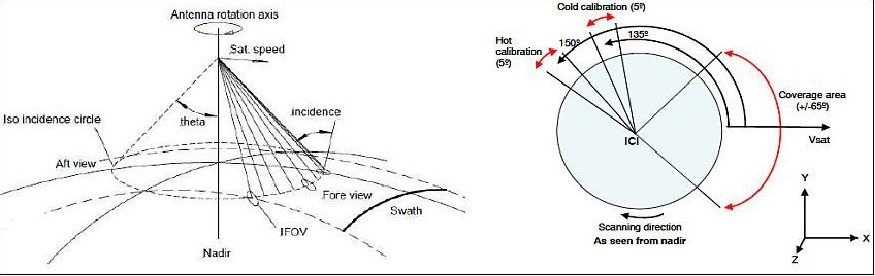 Antenna rotation axis
Sat. speed
theta
incidence
Iso incidence circle
Aft view
Fore view
IFOV
Swath
Nadir
Cold calibration (5º)
Hot
calibration
(5º)
150º
135º
Coverage area
(+/-65º)
ICI
Vsat
Scanning direction
As seen from nadir
Y
X
Z